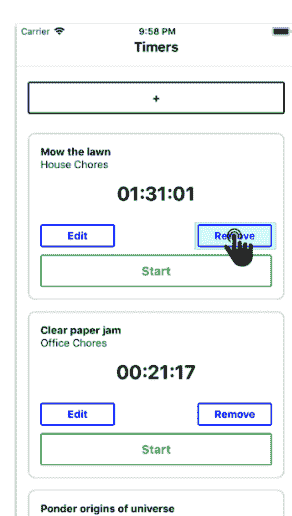 Carrier 9:58 PM
Timers
+
Mow the lawn
House Chores
01:31:01
Edit Remove
Start
Clear paper jam
Office Chores
00:21:17
Edit Remove
Start
Ponder origins of universe